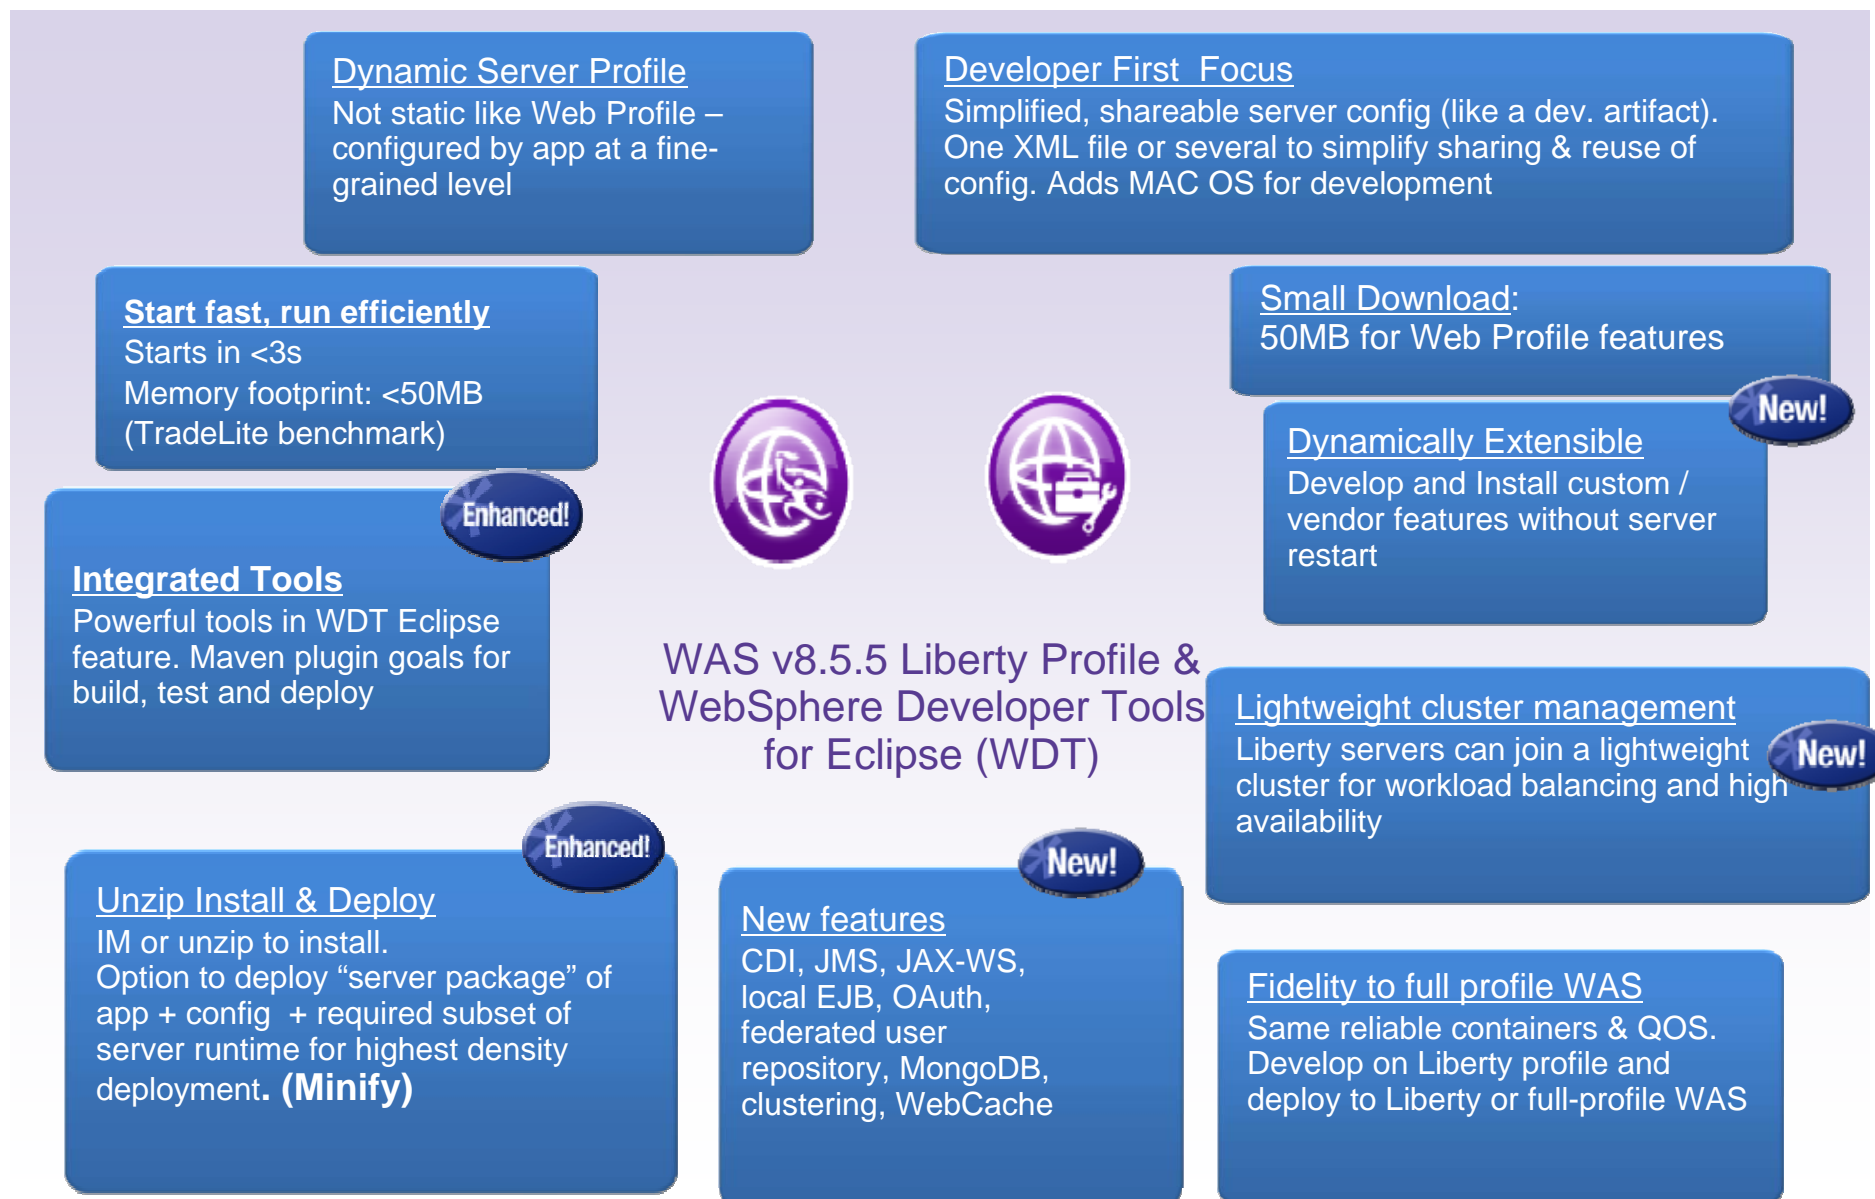 Dynamic Server Profile
Not static like Web Profile –
configured by app at a fine-
grained level
Developer First  Focus
Simplified, shareable server config (like a dev. artifact).
One XML file or several to simplify sharing & reuse of
config. Adds MAC OS for development
Start fast, run efficiently
Starts in <3s
Memory footprint: <50MB
(TradeLite benchmark)
Small Download:
50MB for Web Profile features
New!
Dynamically Extensible
Develop and Install custom /
vendor features without server
restart
Enhanced!
Integrated Tools
Powerful tools in WDT Eclipse
feature. Maven plugin goals for
build, test and deploy
WAS v8.5.5 Liberty Profile &
WebSphere Developer Tools
for Eclipse (WDT)
Lightweight cluster management
Liberty servers can join a lightweight
cluster for workload balancing and high
availability
New!
Enhanced!
Unzip Install & Deploy
IM or unzip to install.
Option to deploy “server package” of
app + config  + required subset of
server runtime for highest density
deployment. (Minify)
New!
New features
CDI, JMS, JAX-WS,
local EJB, OAuth,
federated user
repository, MongoDB,
clustering, WebCache
Fidelity to full profile WAS
Same reliable containers & QOS.
Develop on Liberty profile and
deploy to Liberty or full-profile WAS